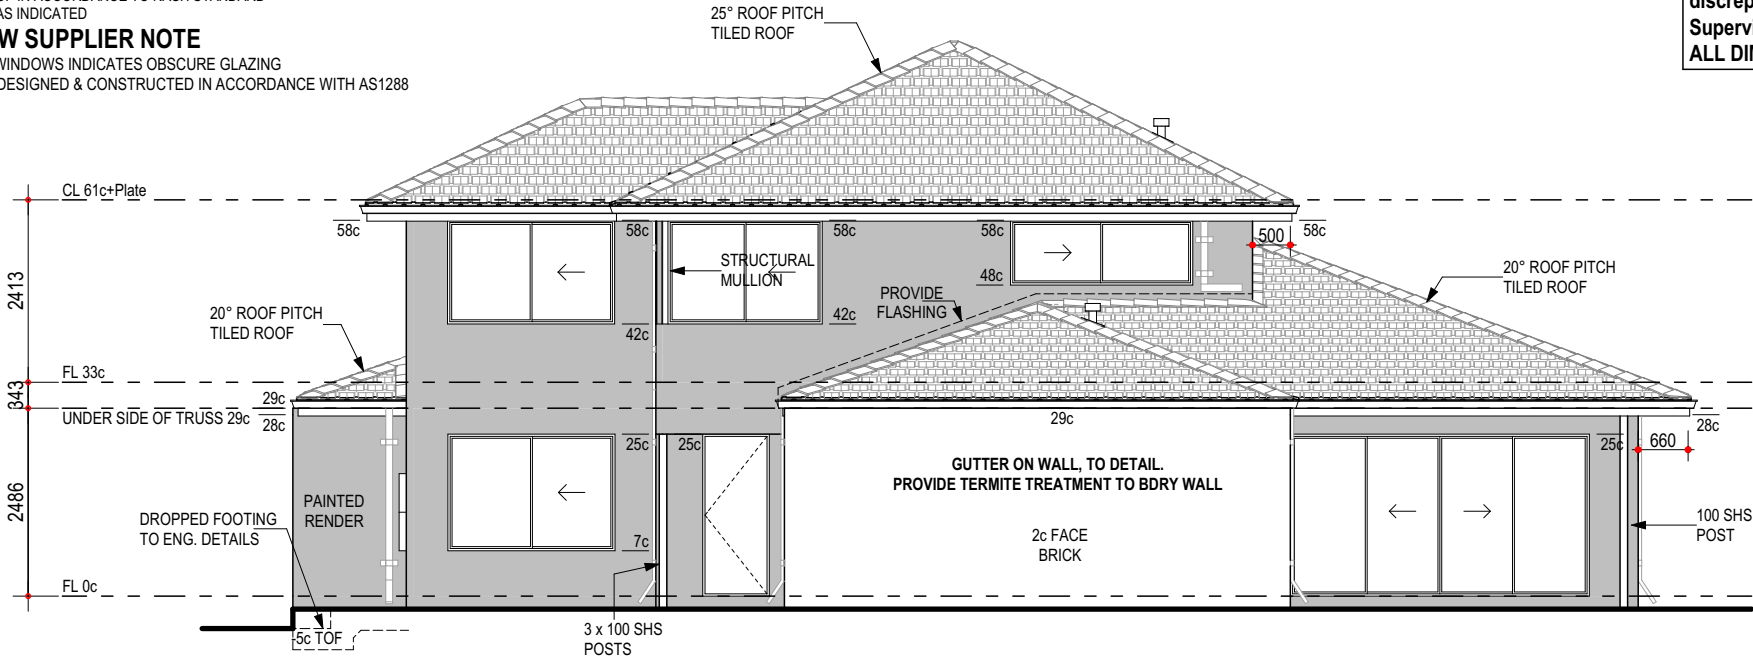 AS INDICATED
W SUPPLIER NOTE
WINDOWS INDICATES OBSCURE GLAZING
DESIGNED & CONSTRUCTED IN ACCORDANCE WITH AS1288
25° ROOF PITCH
TILED ROOF
discrep
Supervi
ALL DIM
CL 61c+Plate
58c
58c
58c
58c
500
58c
STRUCTURAL
MULLION
48c
PROVIDE
FLASHING
20° ROOF PITCH
TILED ROOF
2413
20° ROOF PITCH
TILED ROOF
42c
42c
FL 33c
343
29c
UNDER SIDE OF TRUSS 29c
28c
29c
28c
25c
25c
25c
660
GUTTER ON WALL, TO DETAIL.
PROVIDE TERMITE TREATMENT TO BDRY WALL
2486
PAINTED
RENDER
DROPPED FOOTING
TO ENG. DETAILS
2c FACE
BRICK
100 SHS
POST
7c
FL 0c
-5c TOF
3 x 100 SHS
POSTS